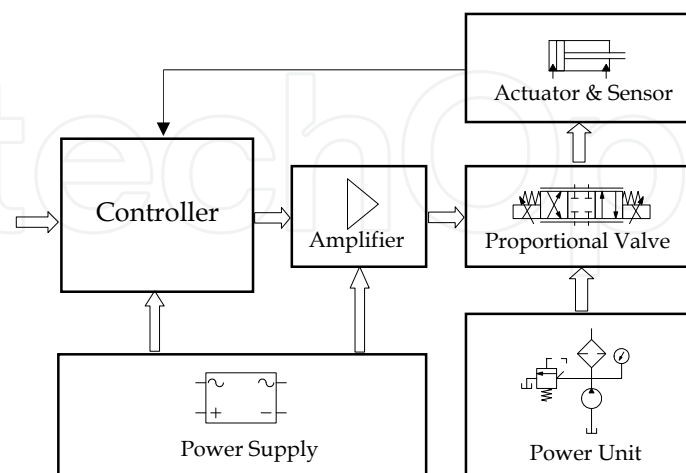 Actuator & Sensor
Controller
Amplifier
Proportional Valve
Power Supply
Power Unit